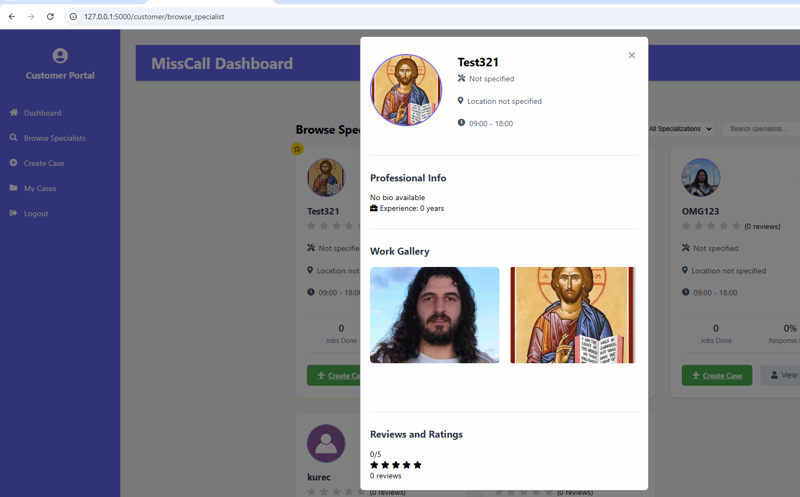 127.0.0.1:5000/customer/browse_specialist
Customer Portal
Dashboard
Browse Specialists
Create Case
My Cases
Logout
MissCall Dashboard
Browse Spe
All Specializations
Search specialists...
Test321
Not specifie
Location not
09:00 - 18:00
0
Jobs Done
Create Ca
kurec
(0 reviews)
(0 reviews)
OMG123
(0 reviews)
Not specified
Location not specified
09:00 - 18:00
0
0%
Jobs Done
Response
Create Case
View
Test321
Not specified
Location not specified
09:00 - 18:00
Professional Info
No bio available
Experience: 0 years
Work Gallery
Reviews and Ratings
0/5
0 reviews